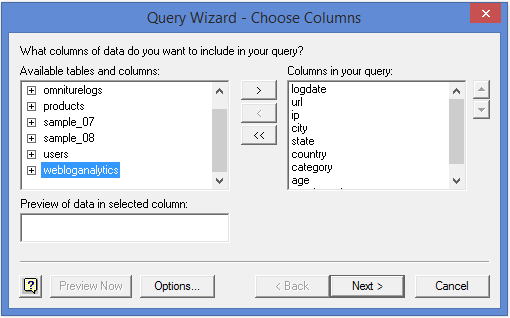 Query Wizard - Choose Columns
What columns of data do you want to include in your query?
Available tables and columns:
omniturelogs
products
sample_07
sample_08
users
webloganalytics
>
<
<<
Columns in your query:
logdate
url
ip
city
state
country
category
age
Preview of data in selected column:
?
Preview Now
Options...
< Back
Next >
Cancel